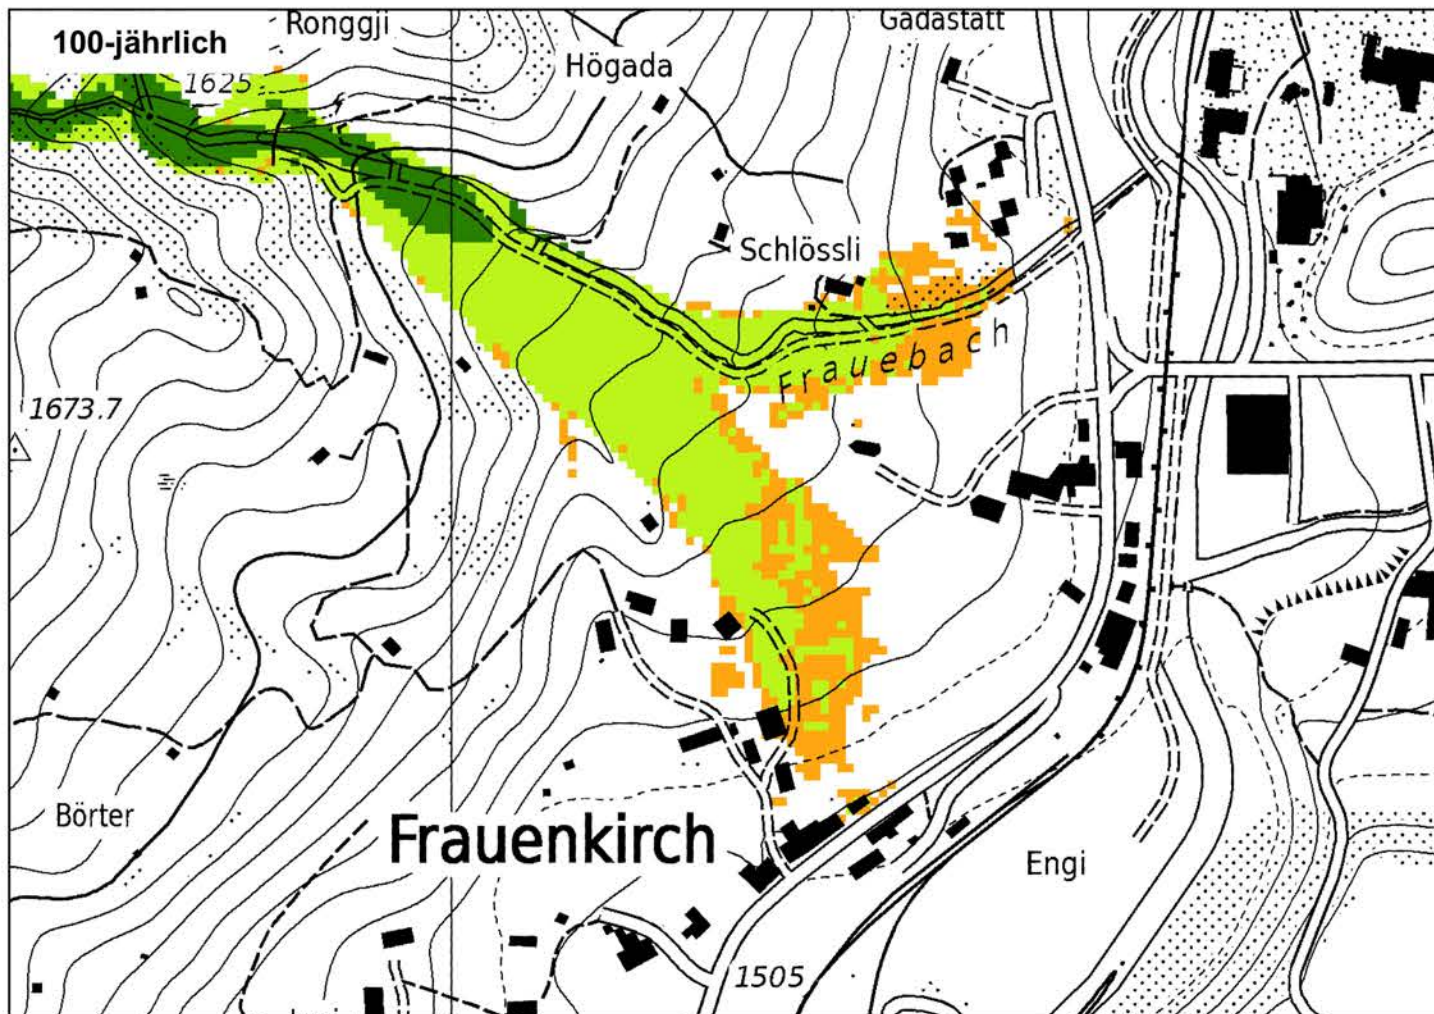 Ronggji
Gadastatt
100-jährlich
1625
Högada
Schlössli
Frauebach
1673.7
Börter
Frauenkirch
Engi
1505